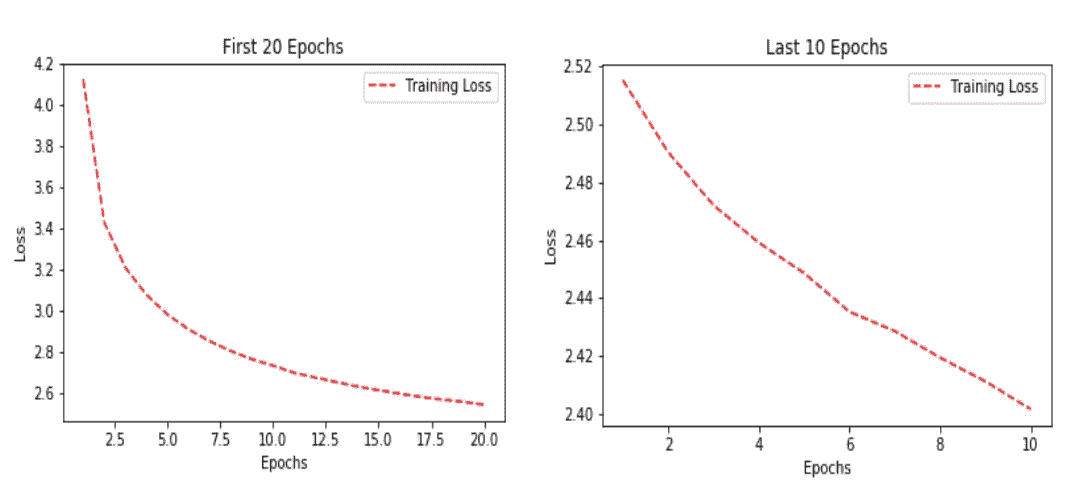 First 20 Epochs
Training Loss
4.2
4.0
3.8
3.6
3.4
3.2
3.0
2.8
2.6
Loss
2.5 5.0 7.5 10.0 12.5 15.0 17.5 20.0
Epochs
Last 10 Epochs
Training Loss
2.52
2.50
2.48
2.46
2.44
2.42
2.40
Loss
2 4 6 8 10
Epochs